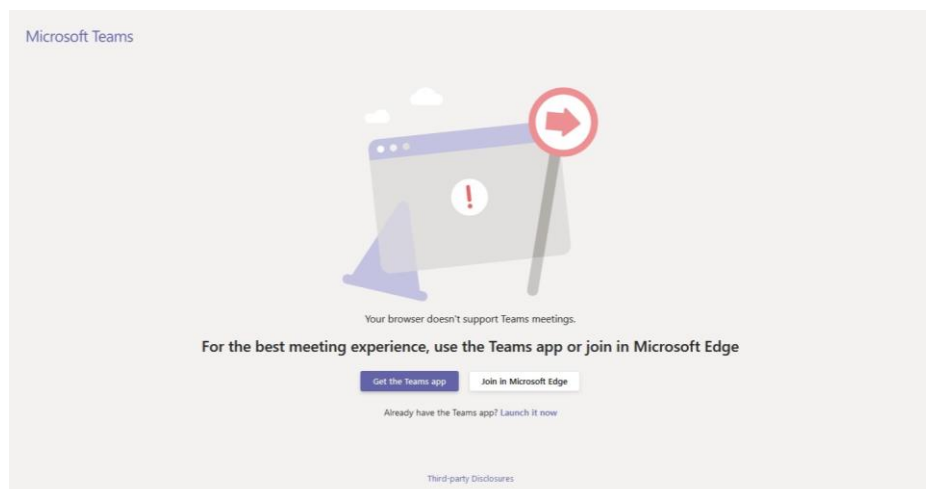 Microsoft Teams
Your browser doesn't support Teams meetings.
For the best meeting experience, use the Teams app or join in Microsoft Edge
Get the Teams app
Join in Microsoft Edge
Already have the Teams app? Launch it now
Third-party Disclosures